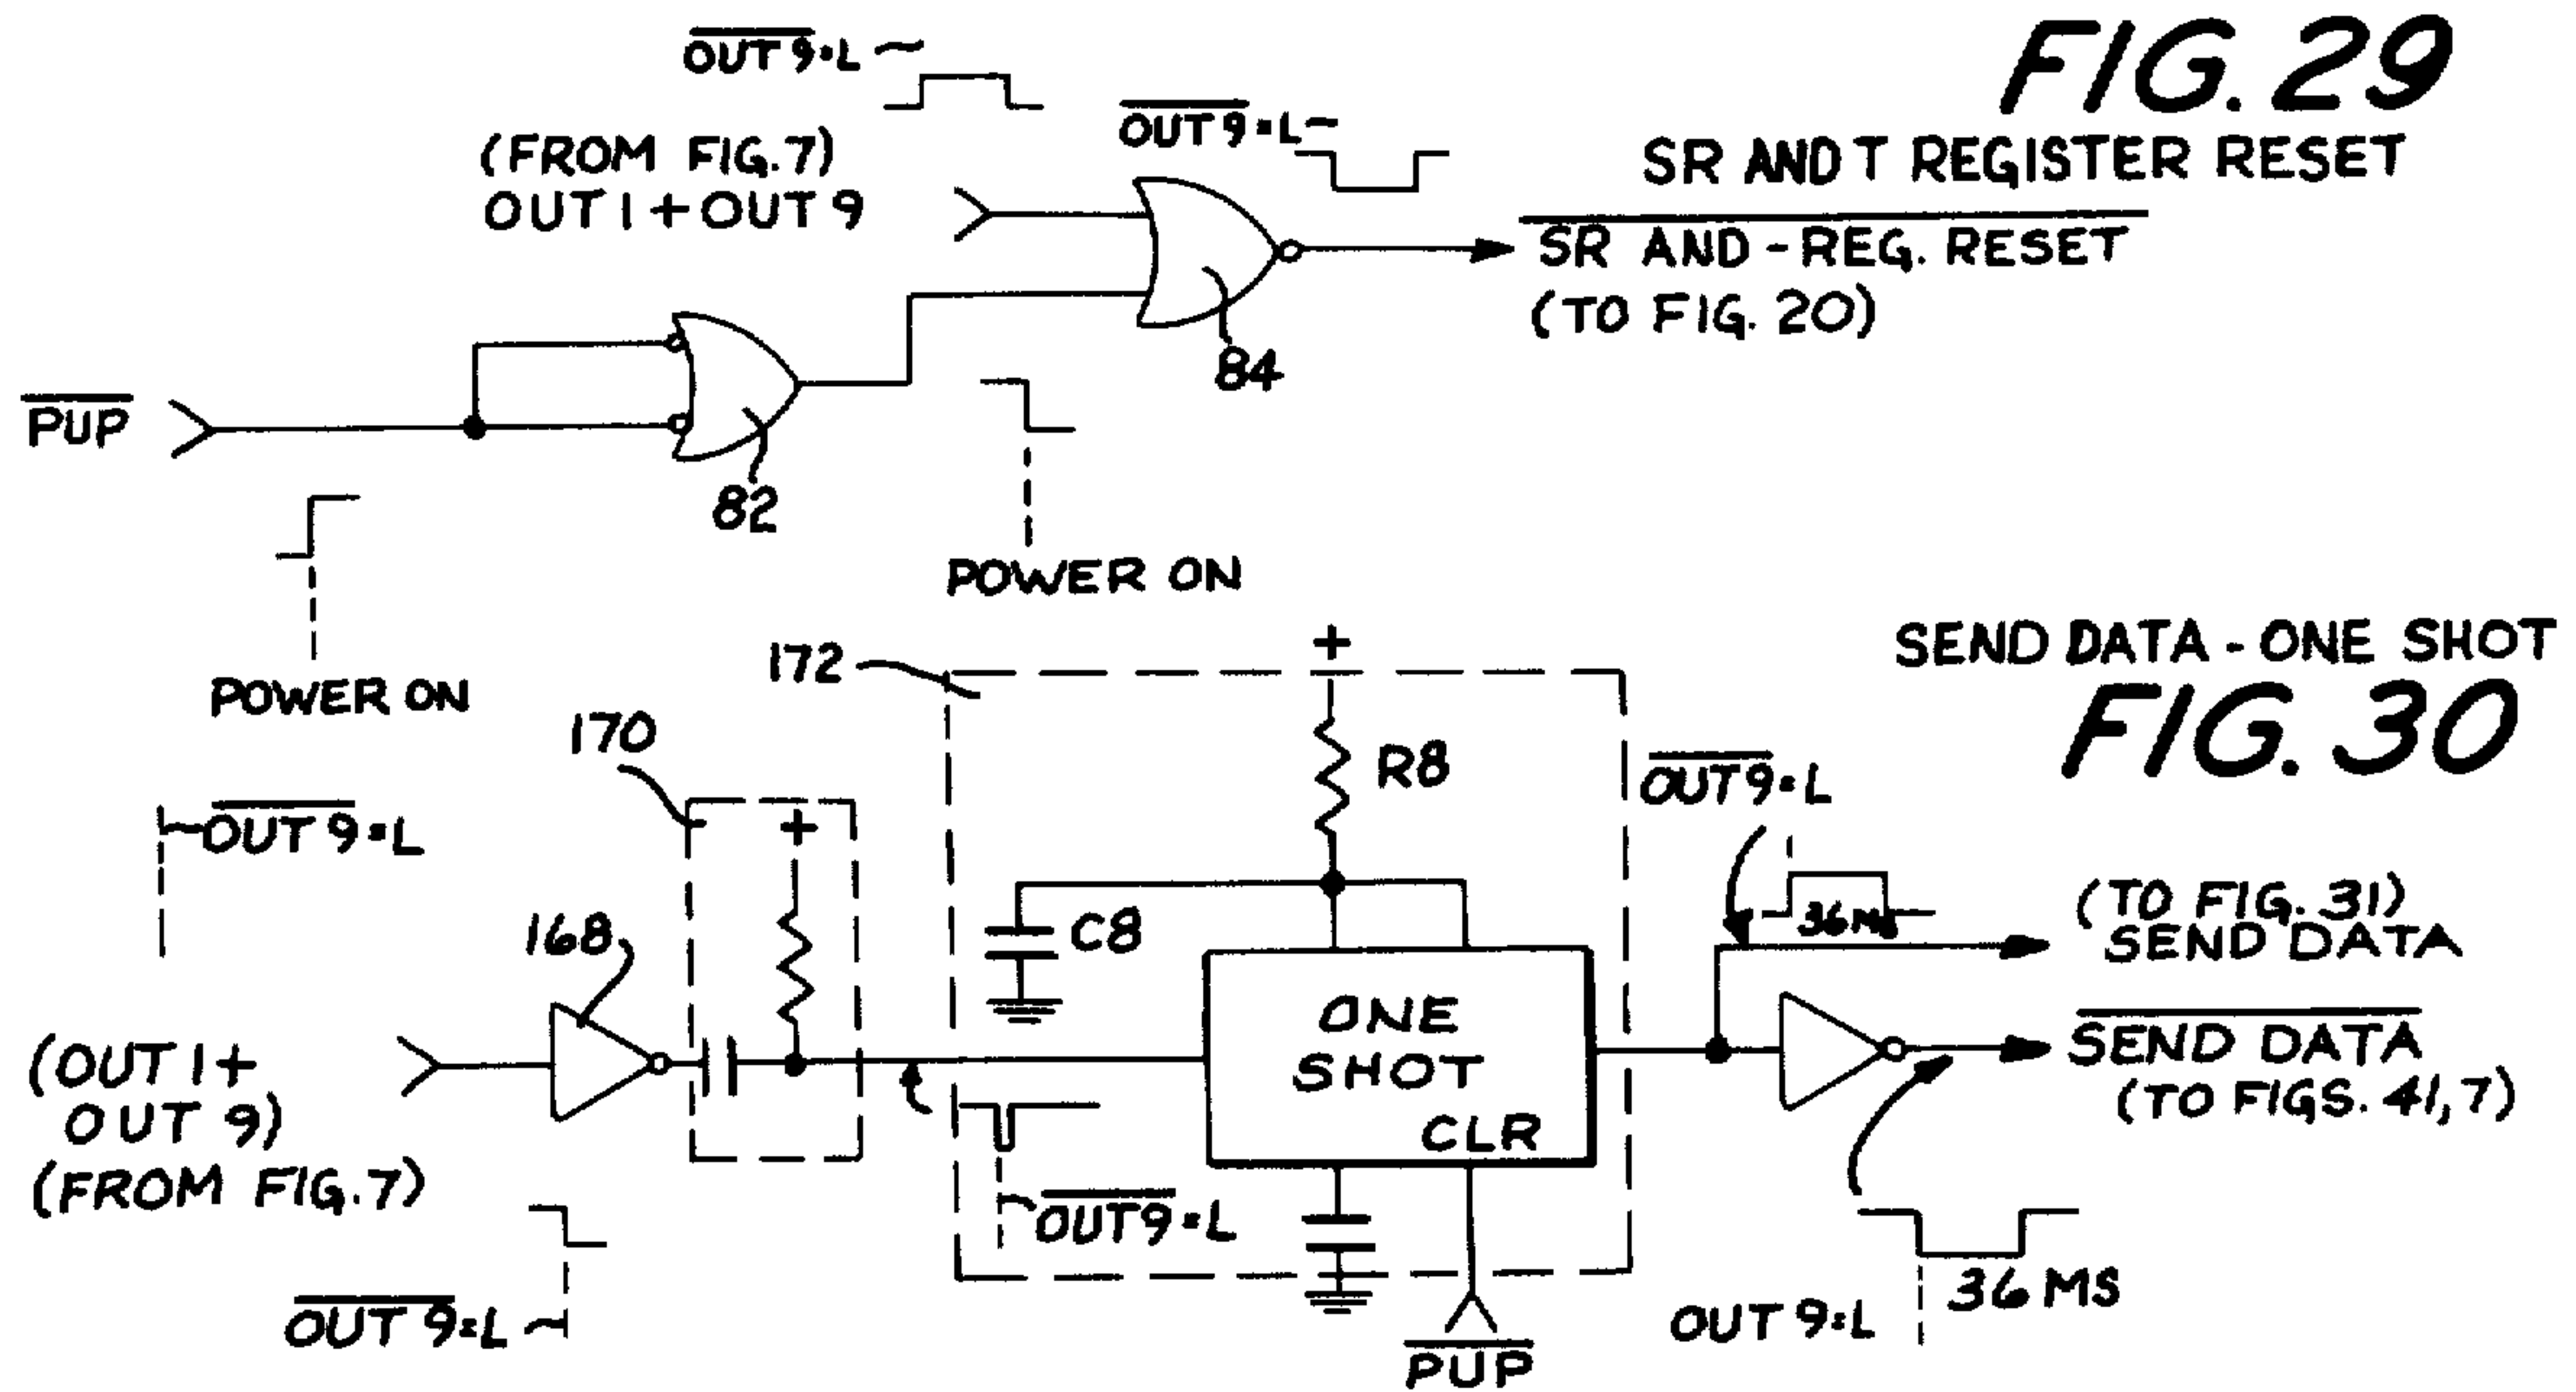 FIG. 29
SR AND T REGISTER RESET
OUT 9=L
(FROM FIG. 7)
OUT 1 + OUT 9
OUT 9=L
SR AND - REG. RESET
(TO FIG. 20)
84
PUP
82
POWER ON
POWER ON
SEND DATA - ONE SHOT
FIG. 30
172
+
R8
170
OUT 9=L
+
OUT 9=L
36 MS
(TO FIG. 31)
SEND DATA
C8
168
ONE
SHOT
CLR
(OUT 1 +
OUT 9)
(FROM FIG. 7)
SEND DATA
(TO FIGS. 41, 7)
OUT 9=L
OUT 9=L
36 MS
OUT 9=L
PUP